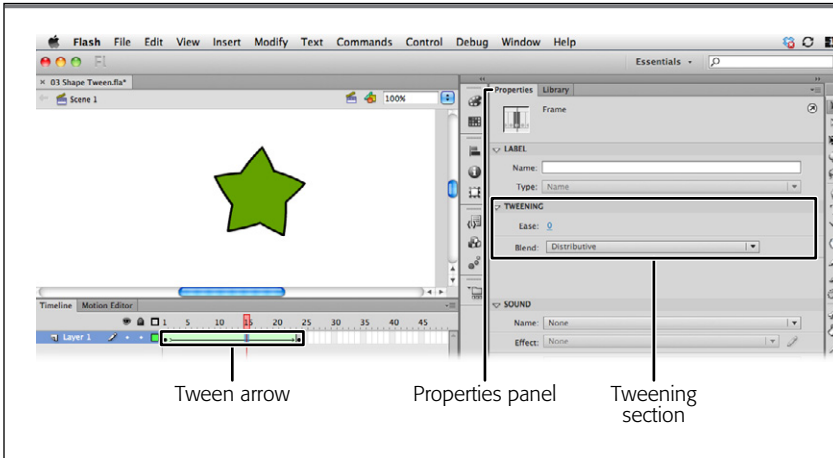 Flash File Edit View Insert Modify Text Commands Control Debug Window Help
Essentials
03 Shape Tween.fla*
Scene 1
100%
Properties Library
Frame
LABEL
Name:
Type: Name
TWEENING
Ease: 0
Blend: Distributive
SOUND
Name: None
Effect: None
Timeline Motion Editor
1 5 10 15 20 25 30 35 40 45
Layer 1
Tween arrow
Properties panel
Tweening
section